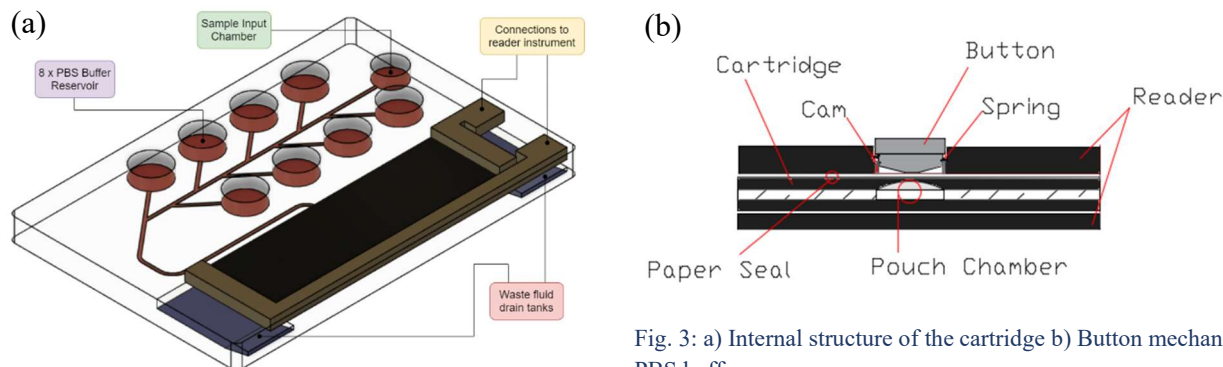 (a)
Sample Input
Chamber
Connections to
reader instrument
8 x PBS Buffer
Reservoir
Waste fluid
drain tanks
(b)
Button
Cartridge
Cam
Spring
Reader
Paper Seal
Pouch Chamber
Fig. 3: a) Internal structure of the cartridge b) Button mechan